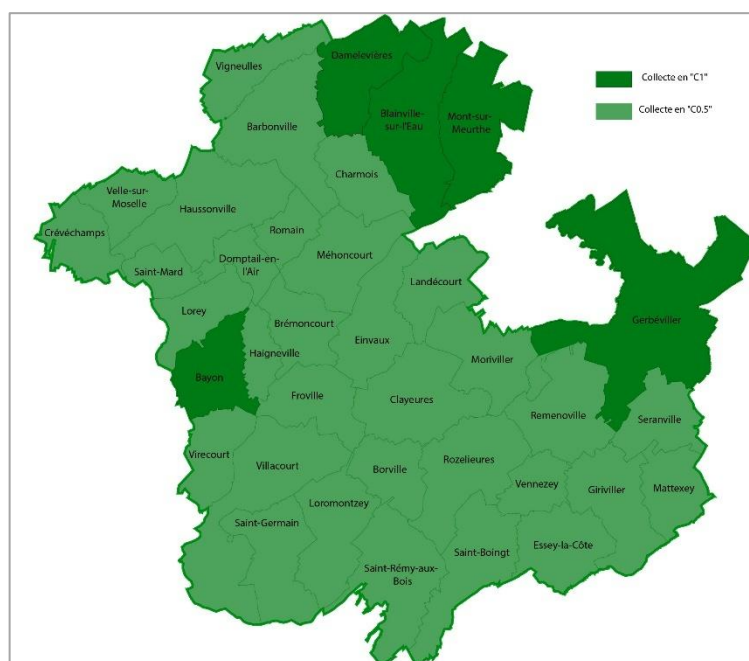 Damelevières
Vigneulles
Collecte en "C1"
Blainville-
sur-l'Eau
Mont-sur-
Meurthe
Collecte en "C0.5"
Barbonville
Charmois
Velle-sur-
Moselle
Haussonville
Crévéchamps
Romain
Domptail-en-
l'Air
Méhoncourt
Saint-Mard
Landécourt
Lorey
Brémoncourt
Gerbéviller
Einvaux
Haigneville
Moriviller
Bayon
Froville
Clayeures
Remenoville
Seranville
Virecourt
Villacourt
Borville
Rozelieures
Vennezey
Giriviller
Mattexey
Loromontzey
Saint-Germain
Saint-Boingt
Essey-la-Côte
Saint-Rémy-aux-
Bois